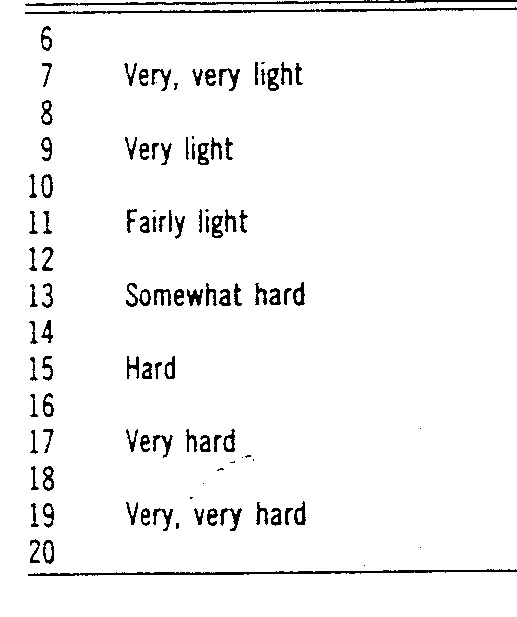 6
7 Very, very light
8
9 Very light
10
11 Fairly light
12
13 Somewhat hard
14
15 Hard
16
17 Very hard
18
19 Very, very hard
20